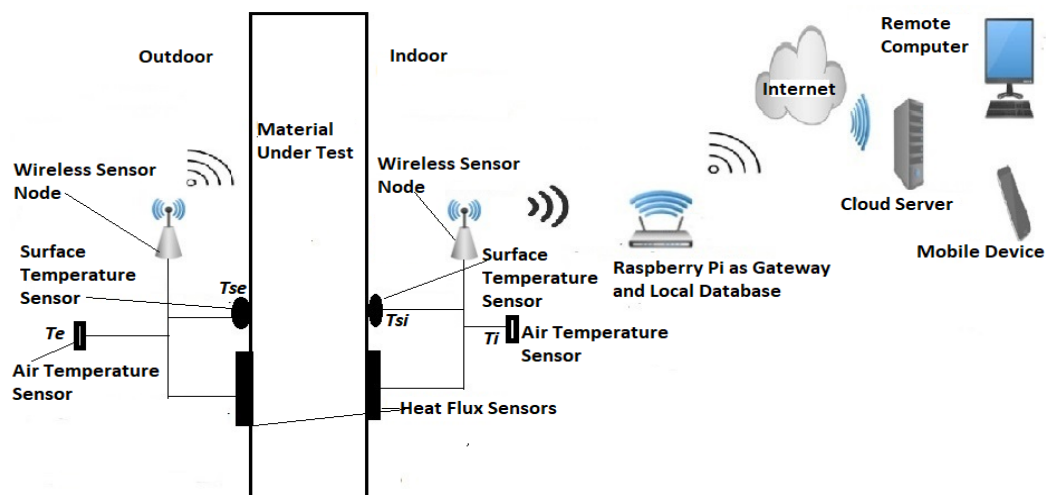 Outdoor
Indoor
Material
Under Test
Wireless Sensor
Node
Surface
Temperature
Sensor
Tse
Te
Air Temperature
Sensor
Wireless Sensor
Node
Surface
Temperature
Sensor
Tsi
Ti
Air Temperature
Sensor
Heat Flux Sensors
Raspberry Pi as Gateway
and Local Database
Internet
Cloud Server
Remote
Computer
Mobile Device